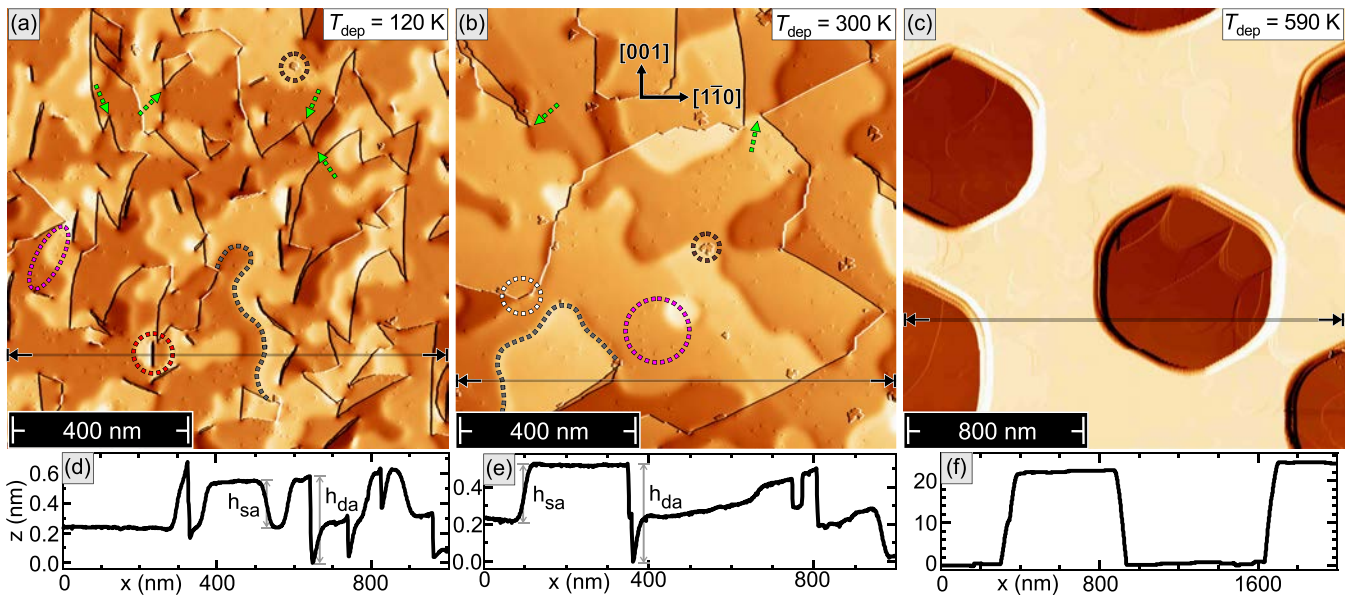 (a)
T_dep = 120 K
400 nm
(b)
T_dep = 300 K
[001]
[11̄0]
400 nm
(c)
T_dep = 590 K
800 nm
(d)
z (nm)
0.6
0.4
0.2
0.0
h_sa
h_da
0
400
800
x (nm)
(e)
0.4
0.2
0.0
h_sa
h_da
0
400
800
x (nm)
(f)
20
10
0
0
800
1600
x (nm)